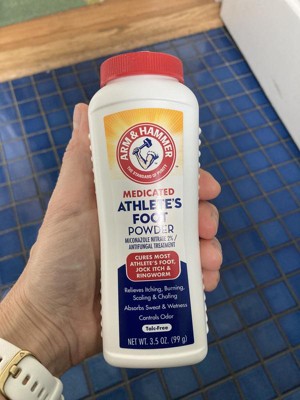 ARM & HAMMER
THE STANDARD OF PURITY
MEDICATED
ATHLETE'S
FOOT
POWDER
MICONAZOLE NITRATE 2% /
ANTIFUNGAL TREATMENT
CURES MOST
ATHLETE'S FOOT,
JOCK ITCH &
RINGWORM
Relieves Itching, Burning,
Scaling & Chafing
Absorbs Sweat & Wetness
Controls Odor
Talc-Free
NET WT. 3.5 OZ. (99 g)